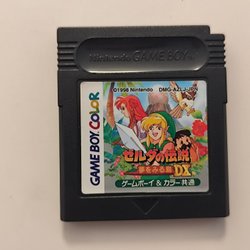 Nintendo GAME BOY
©1998 Nintendo DMG-AZLJ-JPN
GAME BOY COLOR
ゼルダの伝説
夢をみる島
DX
ゲームボーイ & カラー共通